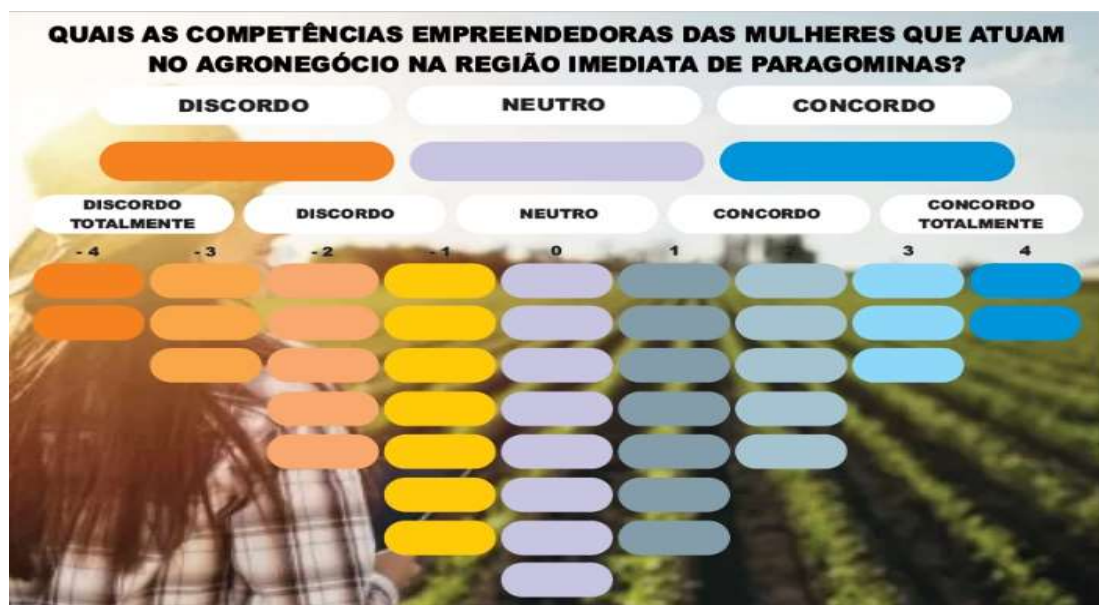 QUAIS AS COMPETÊNCIAS EMPREENDEDORAS DAS MULHERES QUE ATUAM
NO AGRONEGÓCIO NA REGIÃO IMEDIATA DE PARAGOMINAS?
DISCORDO NEUTRO CONCORDO
DISCORDO
TOTALMENTE
DISCORDO
NEUTRO
CONCORDO
CONCORDO
TOTALMENTE
- 4 - 3 - 2 - 1 0 1 2 3 4